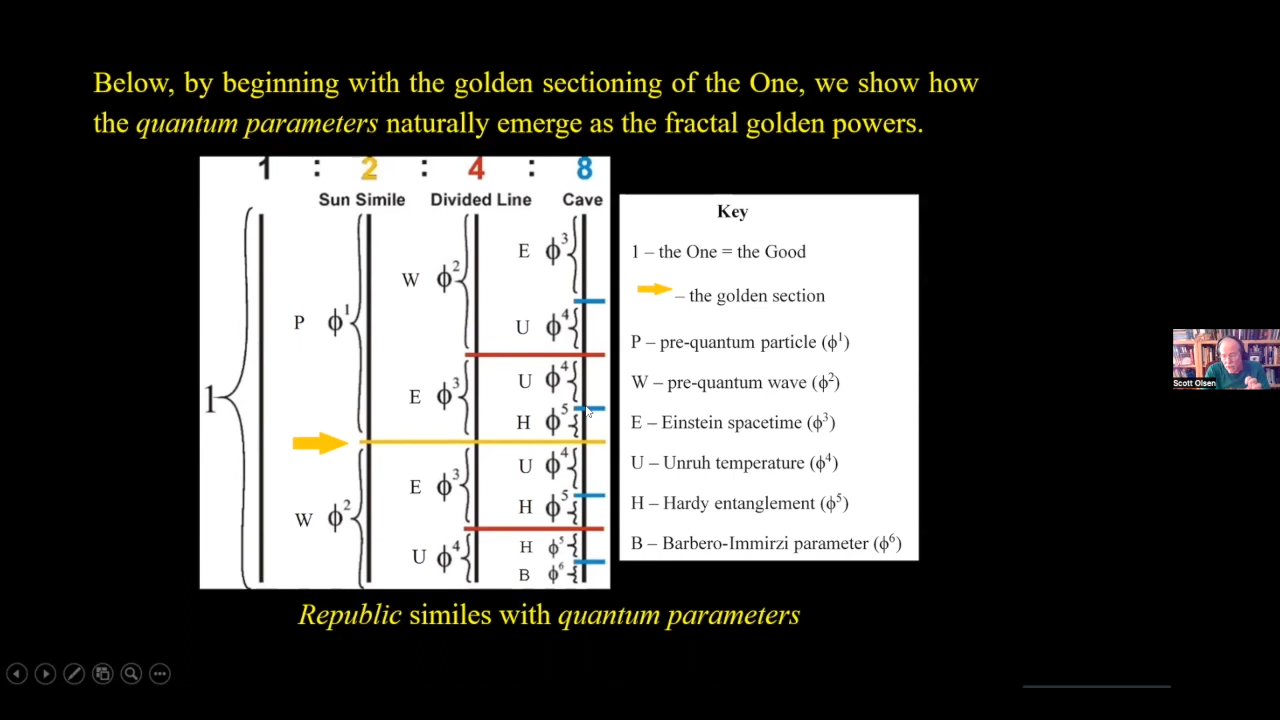 Below, by beginning with the golden sectioning of the One, we show how
the quantum parameters naturally emerge as the fractal golden powers.
1 : 2 : 4 : 8
Sun Simile Divided Line Cave
1
P ϕ1
W ϕ2
W ϕ2
E ϕ3
E ϕ3
U ϕ4
E ϕ3
U ϕ4
U ϕ4
H ϕ5
U ϕ4
H ϕ5
H ϕ5
B ϕ6
Key
1 – the One = the Good
– the golden section
P – pre-quantum particle (ϕ1)
W – pre-quantum wave (ϕ2)
E – Einstein spacetime (ϕ3)
U – Unruh temperature (ϕ4)
H – Hardy entanglement (ϕ5)
B – Barbero-Immirzi parameter (ϕ6)
Republic similes with quantum parameters
Scott Olsen